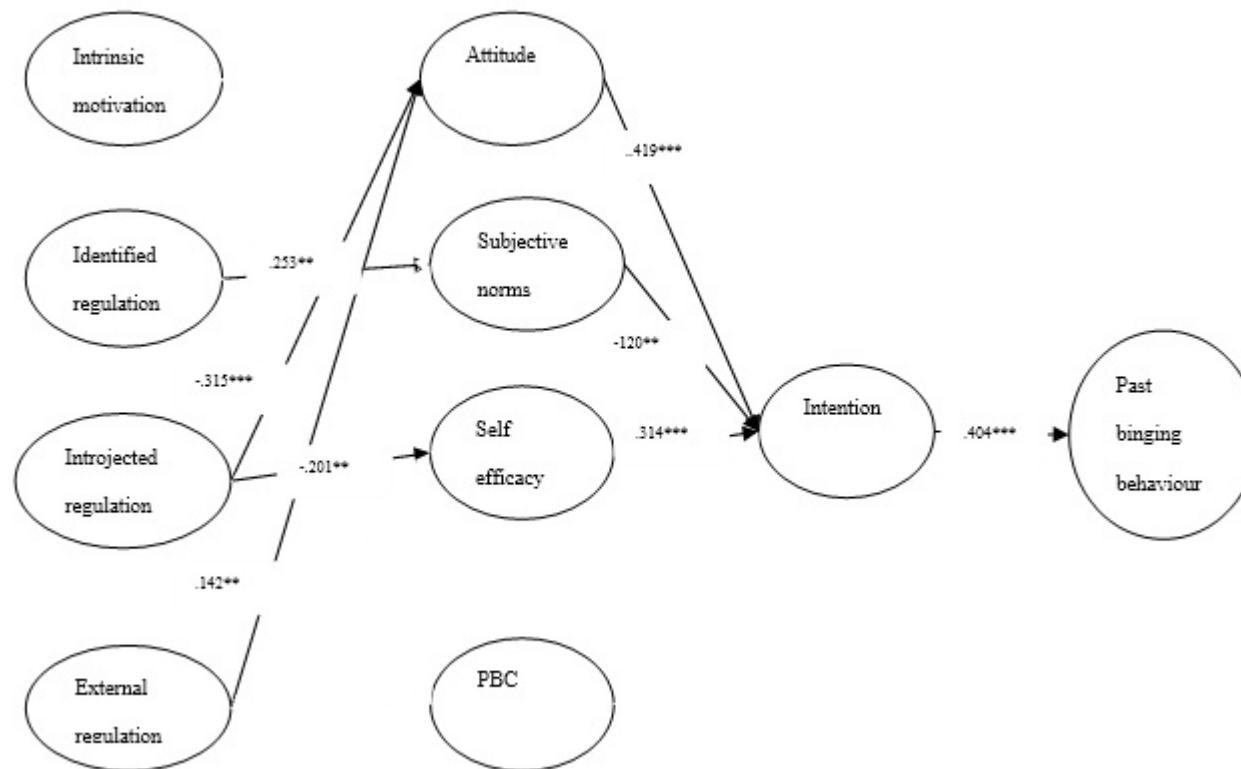 Intrinsic
motivation
Attitude
..419***
Identified
regulation
.253**
Subjective
norms
-120**
-.315***
Introjected
regulation
-.201**
Self
efficacy
.314***
Intention
.404***
Past
binging
behaviour
.142**
External
regulation
PBC